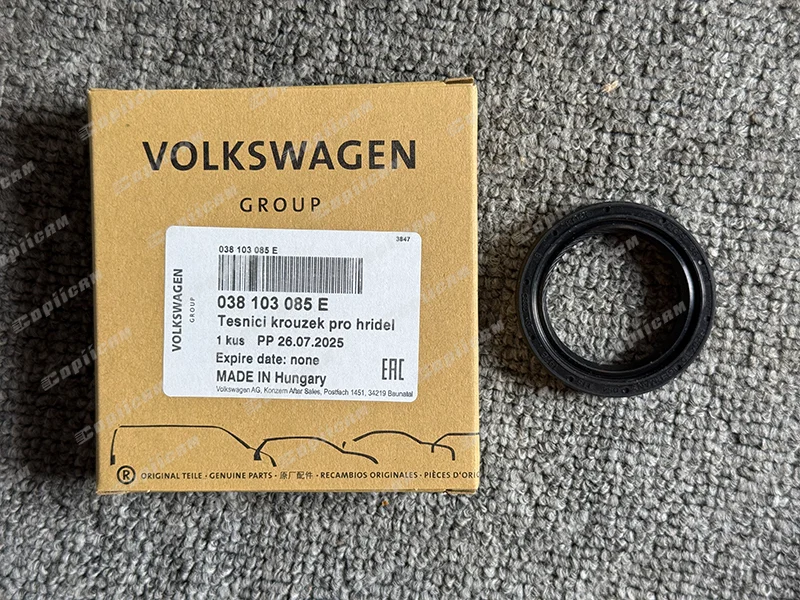 VOLKSWAGEN
GROUP
038 103 085 E
3847
VOLKSWAGEN
GROUP
038 103 085 E
Tesnici krouzek pro hridel
1 kus PP 26.07.2025
Expire date: none
MADE IN Hungary
EAC
Volkswagen AG, Konzern After Sales, Postfach 1451, 34219 Baunatal
® ORIGINAL TEILE · GENUINE PARTS · 原厂配件 · RECAMBIOS ORIGINALES · PIÈCES D'ORI
CopiiCAM